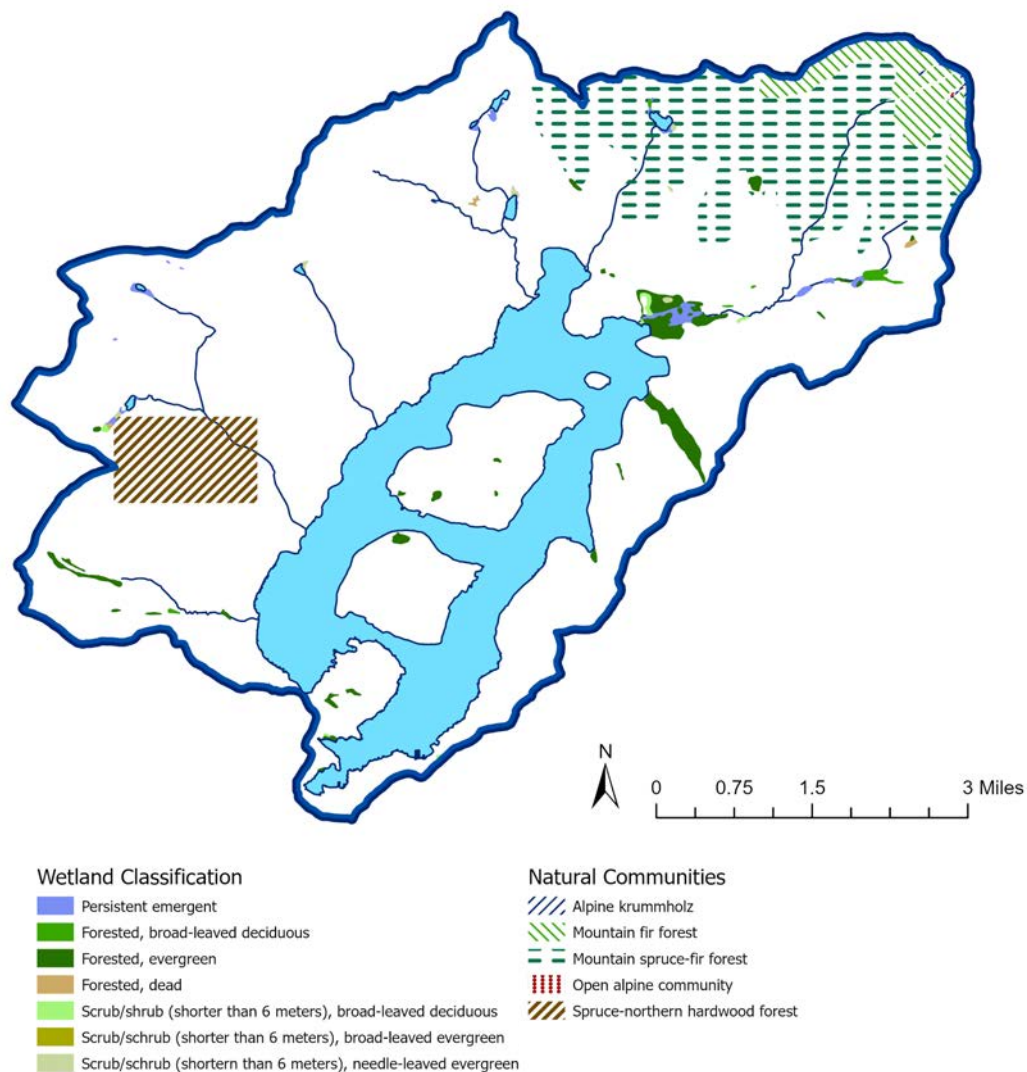 N
0 0.75 1.5 3 Miles
Wetland Classification
Persistent emergent
Forested, broad-leaved deciduous
Forested, evergreen
Forested, dead
Scrub/shrub (shorter than 6 meters), broad-leaved deciduous
Scrub/schrub (shorter than 6 meters), broad-leaved evergreen
Scrub/schrub (shortern than 6 meters), needle-leaved evergreen
Natural Communities
Alpine krummholz
Mountain fir forest
Mountain spruce-fir forest
Open alpine community
Spruce-northern hardwood forest